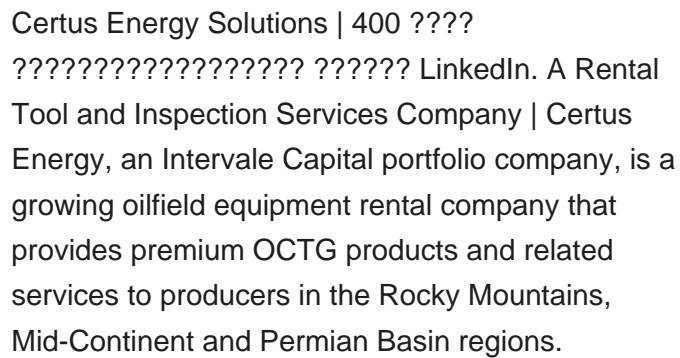 Certus Energy Solutions | 400 ????
?????????????????? ?????? LinkedIn. A Rental
Tool and Inspection Services Company | Certus
Energy, an Intervale Capital portfolio company, is a
growing oilfield equipment rental company that
provides premium OCTG products and related
services to producers in the Rocky Mountains,
Mid-Continent and Permian Basin regions.